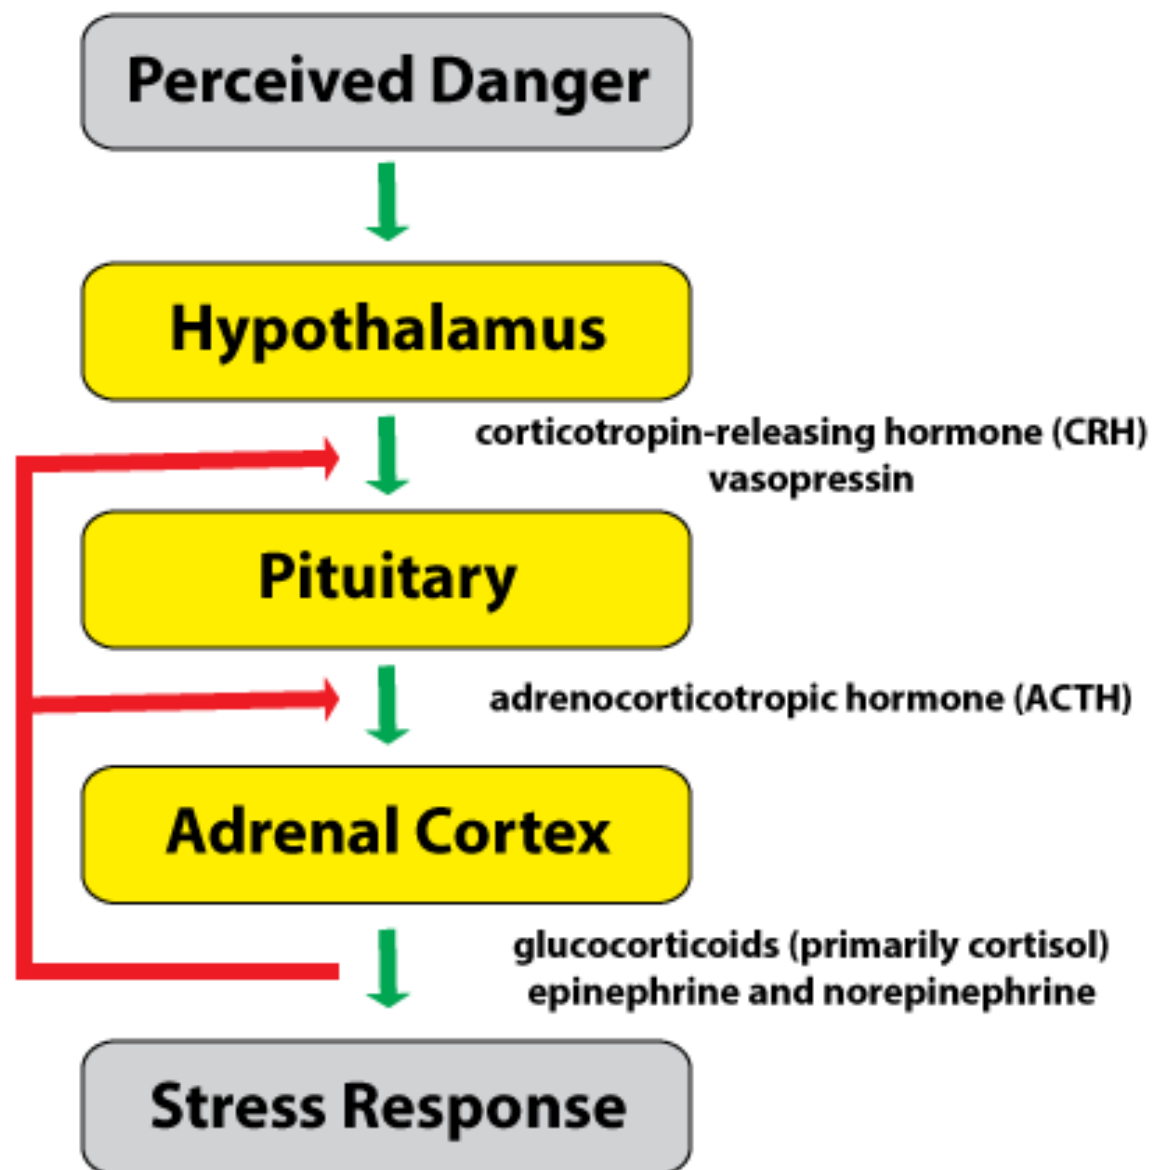 Perceived Danger
Hypothalamus
corticotropin-releasing hormone (CRH)
vasopressin
Pituitary
adrenocorticotropic hormone (ACTH)
Adrenal Cortex
glucocorticoids (primarily cortisol)
epinephrine and norepinephrine
Stress Response